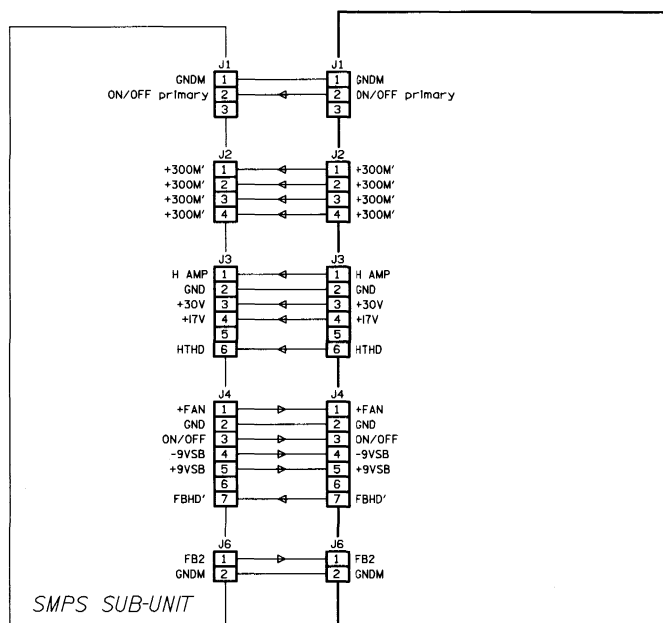 J1 J1
GNDM 1 1 GNDM
ON/OFF primary 2 2 ON/OFF primary
3 3
J2 J2
+300M' 1 1 +300M'
+300M' 2 2 +300M'
+300M' 3 3 +300M'
+300M' 4 4 +300M'
J3 J3
H AMP 1 1 H AMP
GND 2 2 GND
+30V 3 3 +30V
+17V 4 4 +17V
5 5
HTHD 6 6 HTHD
J4 J4
+FAN 1 1 +FAN
GND 2 2 GND
ON/OFF 3 3 ON/OFF
-9VSB 4 4 -9VSB
+9VSB 5 5 +9VSB
6 6
FBHD' 7 7 FBHD'
J6 J6
FB2 1 1 FB2
GNDM 2 2 GNDM
SMPS SUB-UNIT